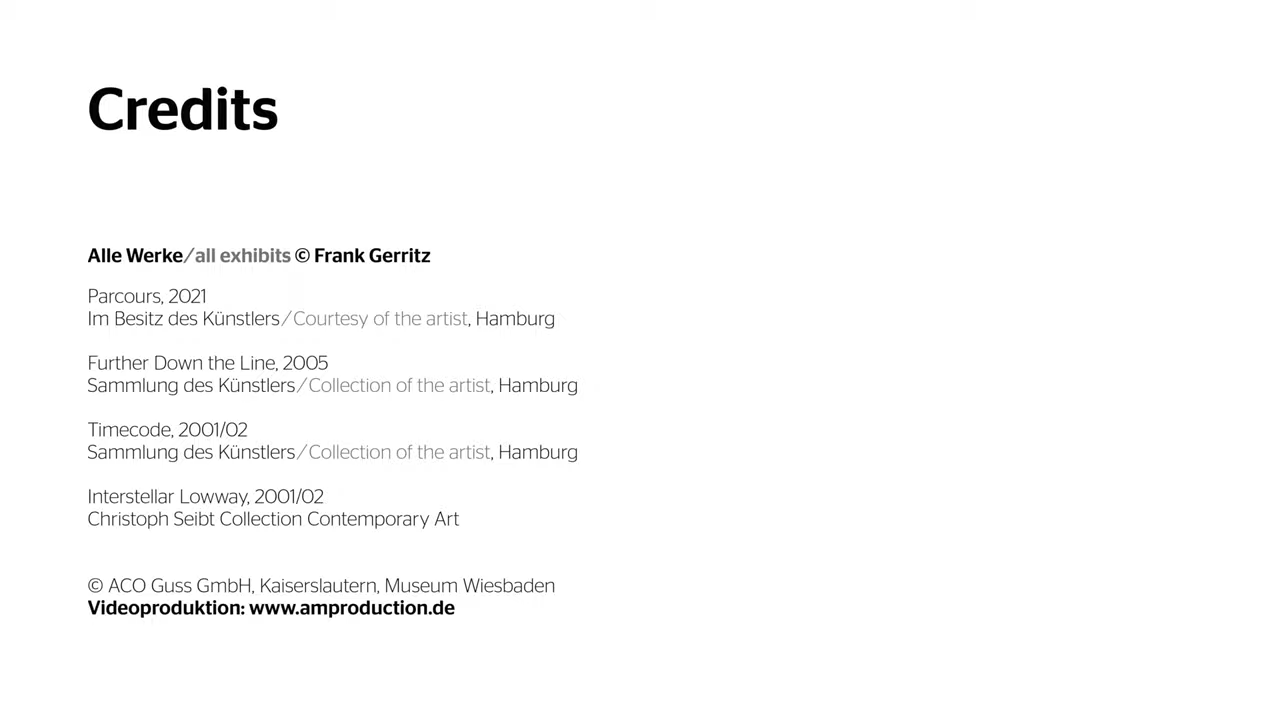 Credits
Alle Werke/all exhibits © Frank Gerritz
Parcours, 2021
Im Besitz des Künstlers/Courtesy of the artist, Hamburg
Further Down the Line, 2005
Sammlung des Künstlers/Collection of the artist, Hamburg
Timecode, 2001/02
Sammlung des Künstlers/Collection of the artist, Hamburg
Interstellar Lowway, 2001/02
Christoph Seibt Collection Contemporary Art
© ACO Guss GmbH, Kaiserslautern, Museum Wiesbaden
Videoproduktion: www.amproduction.de